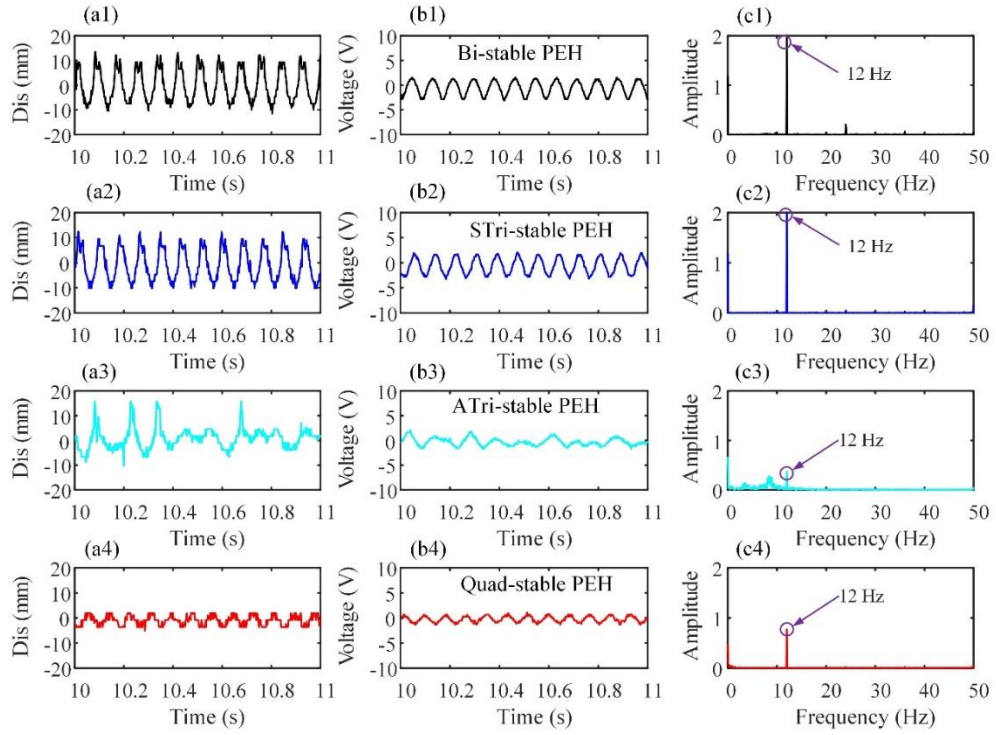 (a1) (b1) (c1)
Dis (mm) 20 10 0 -10 -20
10 10.2 10.4 10.6 10.8 11
Time (s)
Voltage (V) 10 5 0 -5 -10
Bi-stable PEH
10 10.2 10.4 10.6 10.8 11
Time (s)
Amplitude 2 1 0
12 Hz
0 10 20 30 40 50
Frequency (Hz)
(a2) (b2) (c2)
Dis (mm) 20 10 0 -10 -20
10 10.2 10.4 10.6 10.8 11
Time (s)
Voltage (V) 10 5 0 -5 -10
STri-stable PEH
10 10.2 10.4 10.6 10.8 11
Time (s)
Amplitude 2 1 0
12 Hz
0 10 20 30 40 50
Frequency (Hz)
(a3) (b3) (c3)
Dis (mm) 20 10 0 -10 -20
10 10.2 10.4 10.6 10.8 11
Time (s)
Voltage (V) 10 5 0 -5 -10
ATri-stable PEH
10 10.2 10.4 10.6 10.8 11
Time (s)
Amplitude 2 1 0
12 Hz
0 10 20 30 40 50
Frequency (Hz)
(a4) (b4) (c4)
Dis (mm) 20 10 0 -10 -20
10 10.2 10.4 10.6 10.8 11
Time (s)
Voltage (V) 10 5 0 -5 -10
Quad-stable PEH
10 10.2 10.4 10.6 10.8 11
Time (s)
Amplitude 2 1 0
12 Hz
0 10 20 30 40 50
Frequency (Hz)